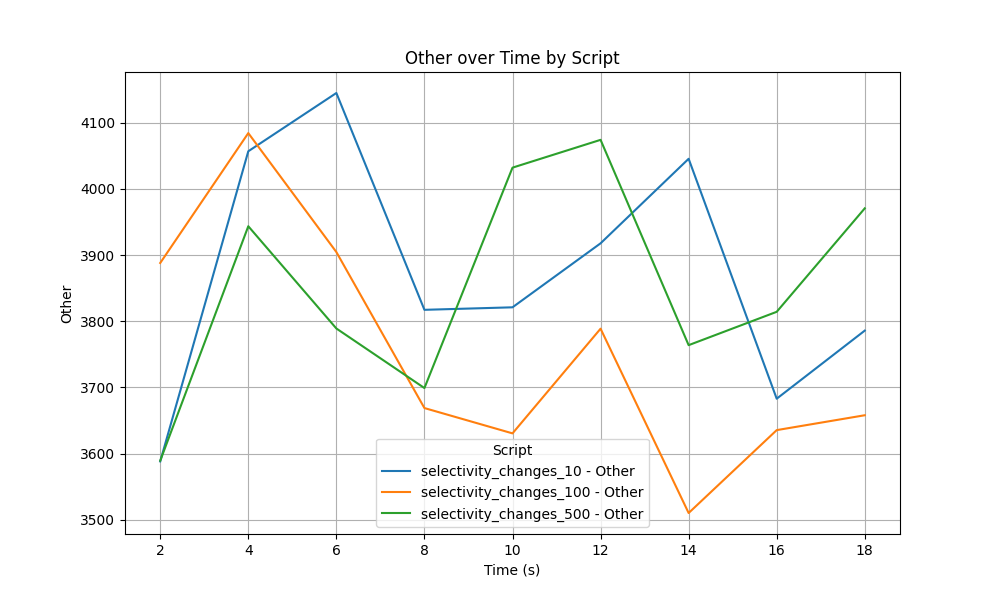 Other over Time by Script
4100
4000
3900
3800
3700
3600
3500
Other
Script
selectivity_changes_10 - Other
selectivity_changes_100 - Other
selectivity_changes_500 - Other
2 4 6 8 10 12 14 16 18
Time (s)